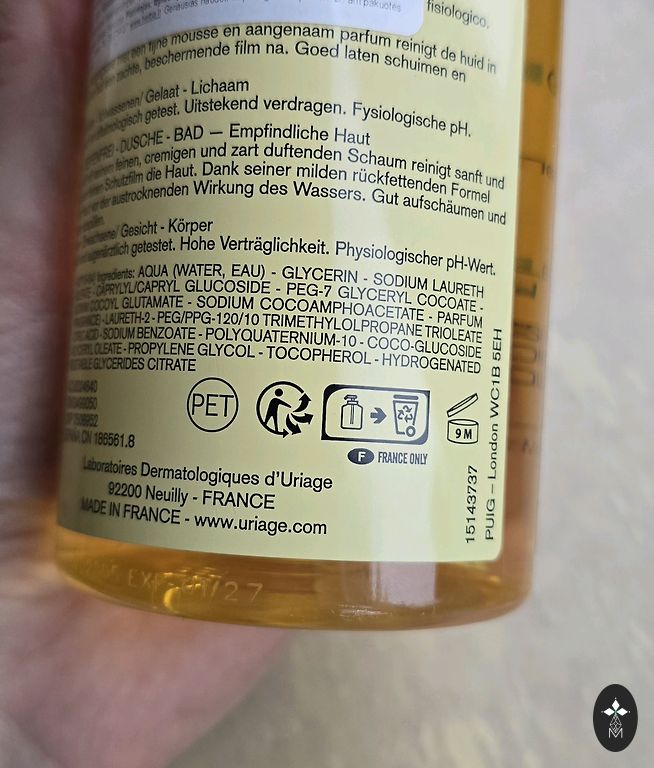 fisiologico.
fijne mousse en aangenaam parfum reinigt de huid in
zachte, beschermende film na. Goed laten schuimen en
Gelaat - Lichaam
getest. Uitstekend verdragen. Fysiologische pH.
- DUSCHE - BAD — Empfindliche Haut
feinen, cremigen und zart duftenden Schaum reinigt sanft und
Schutzfilm die Haut. Dank seiner milden rückfettenden Formel
der austrocknenden Wirkung des Wassers. Gut aufschäumen und
Gesicht - Körper
getestet. Hohe Verträglichkeit. Physiologischer pH-Wert.
Ingredients: AQUA (WATER, EAU) - GLYCERIN - SODIUM LAURETH
- CAPRYLYL/CAPRYL GLUCOSIDE - PEG-7 GLYCERYL COCOATE -
COCOYL GLUTAMATE - SODIUM COCOAMPHOACETATE - PARFUM
- LAURETH-2 - PEG/PPG-120/10 TRIMETHYLOLPROPANE TRIOLEATE
- SODIUM BENZOATE - POLYQUATERNIUM-10 - COCO-GLUCOSIDE
OLEATE - PROPYLENE GLYCOL - TOCOPHEROL - HYDROGENATED
GLYCERIDES CITRATE
CN 186561.8
PET
9 M
F FRANCE ONLY
Laboratoires Dermatologiques d'Uriage
92200 Neuilly - FRANCE
MADE IN FRANCE - www.uriage.com
15143737
PUIG – London WC1B 5EH